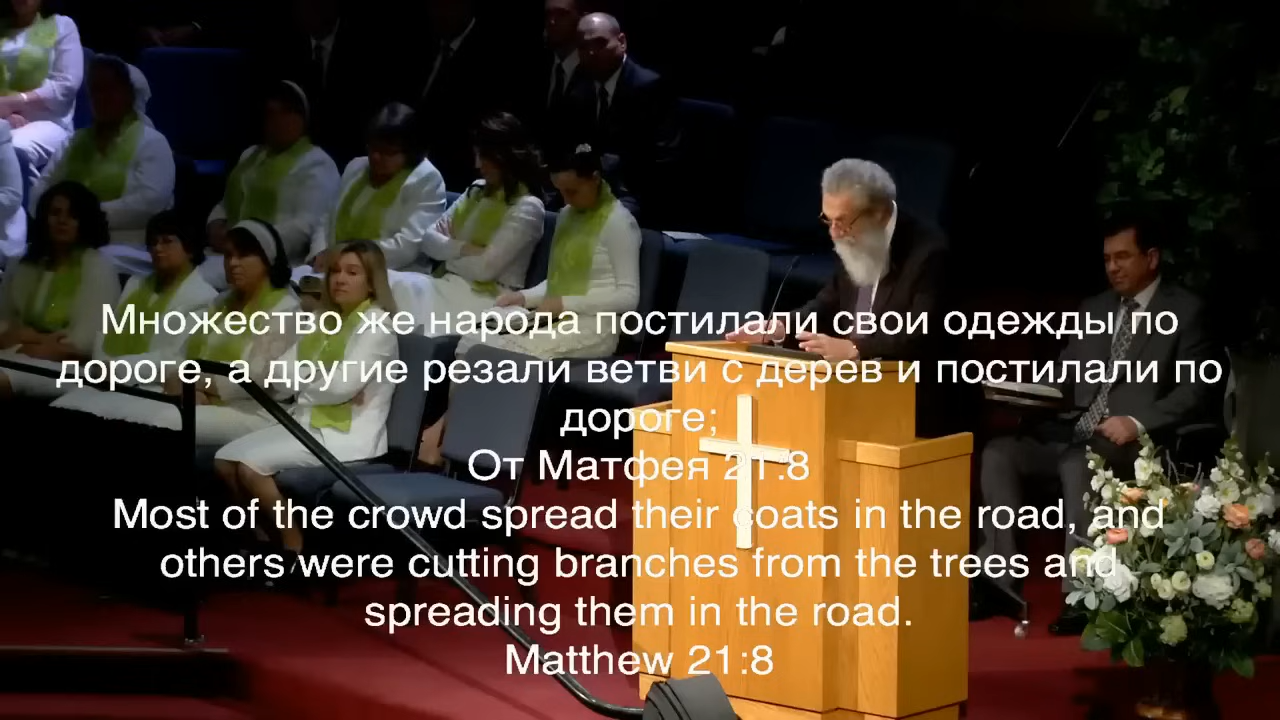 Множество же народа постилали свои одежды по
дороге, а другие резали ветви с дерев и постилали по
дороге;
От Матфея 21:8
Most of the crowd spread their coats in the road, and
others were cutting branches from the trees and
spreading them in the road.
Matthew 21:8